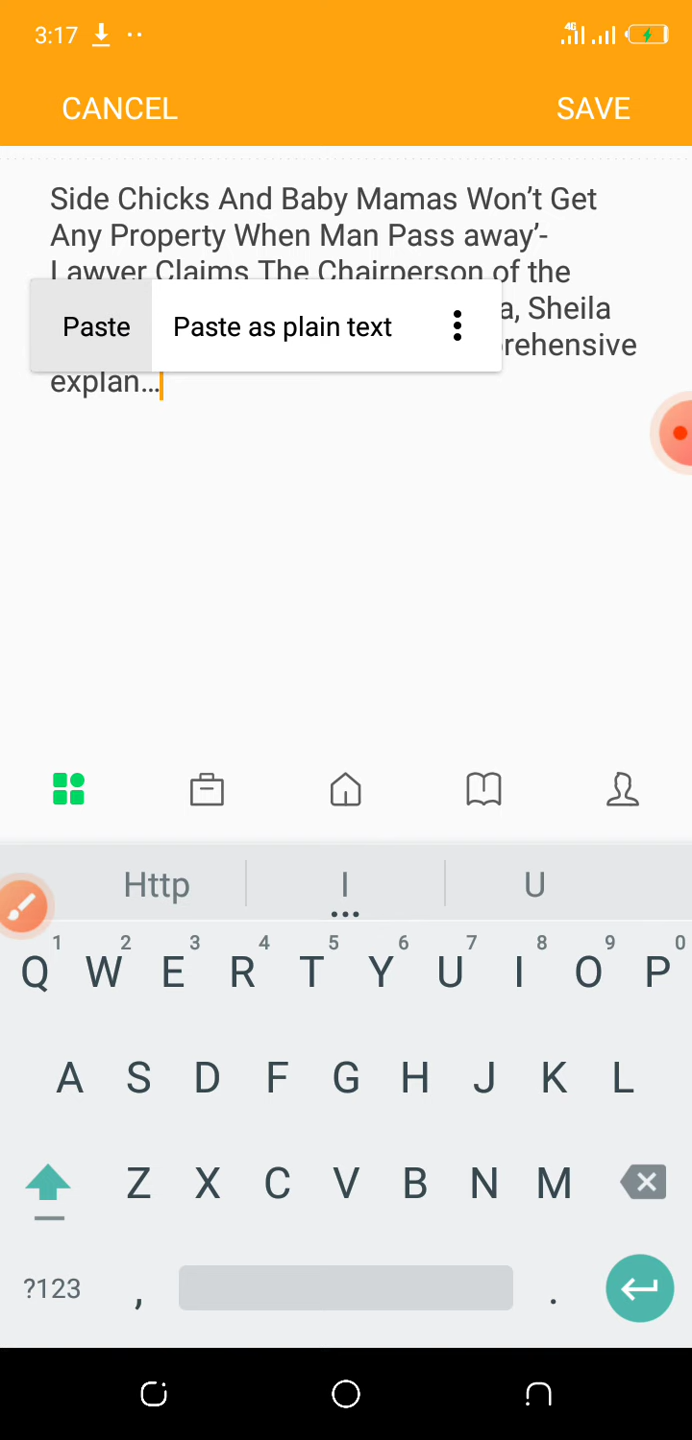 3:17
4G
CANCEL
SAVE
Side Chicks And Baby Mamas Won’t Get
Any Property When Man Pass away’-
Lawyer Claims The Chairperson of the
a, Sheila
rehensive
explan...
Paste
Paste as plain text
Http
I
U
1 2 3 4 5 6 7 8 9 0
Q W E R T Y U I O P
A S D F G H J K L
Z X C V B N M
?123 , .